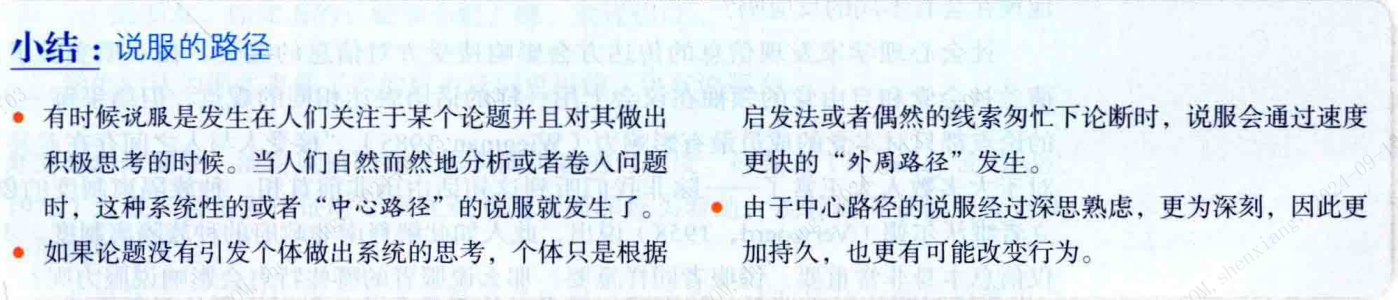 小结：说服的路径
• 有时候说服是发生在人们关注于某个论题并且对其做出
积极思考的时候。当人们自然而然地分析或者卷人问题
时，这种系统性的或者“中心路径”的说服就发生了。
• 如果论题没有引发个体做出系统的思考，个体只是根据
启发法或者偶然的线索匆忙下论断时，说服会通过速度
更快的“外周路径”发生。
• 由于中心路径的说服经过深思熟虑，更为深刻，因此更
加持久，也更有可能改变行为。